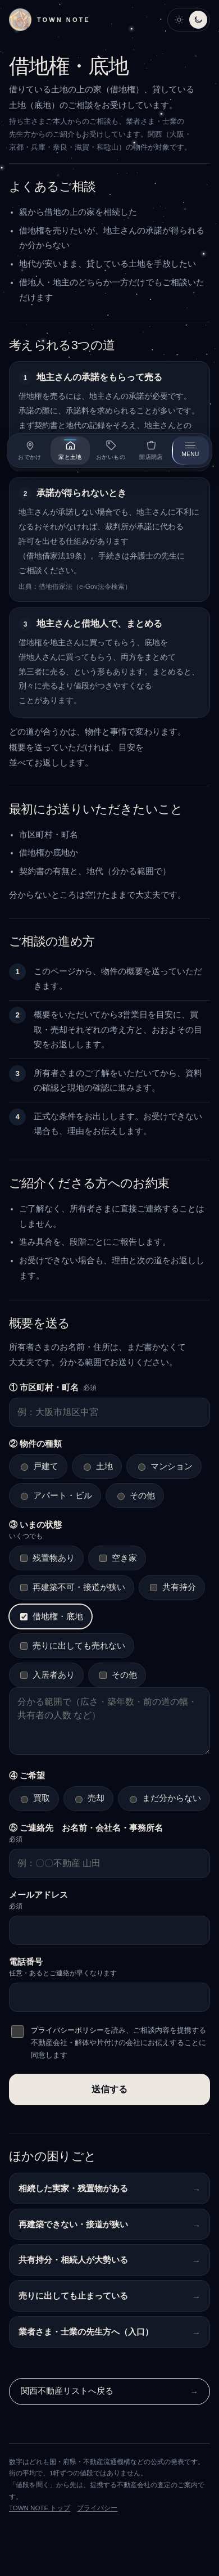 TOWN NOTE
借地権・底地
借りている土地の上の家（借地権）、貸している
土地（底地）のご相談をお受けしています。
持ち主さまご本人からのご相談も、業者さま・士業の
先生方からのご紹介もお受けしています。関西（大阪・
京都・兵庫・奈良・滋賀・和歌山）の物件が対象です。
よくあるご相談
親から借地の上の家を相続した
借地権を売りたいが、地主さんの承諾が得られる
か分からない
地代が安いまま、貸している土地を手放したい
借地人・地主のどちらか一方だけでもご相談いた
だけます
考えられる3つの道
1 地主さんの承諾をもらって売る
借地権を売るには、地主さんの承諾が必要です。
承諾の際に、承諾料を求められることが多いです。
まず契約書と地代の記録をそろえ、地主さんとの
おでかけ
家と土地
おかいもの
開店閉店
MENU
2 承諾が得られないとき
地主さんが承諾しない場合でも、地主さんに不利に
なるおそれがなければ、裁判所が承諾に代わる
許可を出せる仕組みがあります
（借地借家法19条）。手続きは弁護士の先生に
ご相談ください。
出典：借地借家法（e-Gov法令検索）
3 地主さんと借地人で、まとめる
借地権を地主さんに買ってもらう、底地を
借地人さんに買ってもらう、両方をまとめて
第三者に売る、という形もあります。まとめると、
別々に売るより値段がつきやすくなる
ことがあります。
どの道が合うかは、物件と事情で変わります。
概要を送っていただければ、目安を
並べてお返しします。
最初にお送りいただきたいこと
市区町村・町名
借地権か底地か
契約書の有無と、地代（分かる範囲で）
分からないところは空けたままで大丈夫です。
ご相談の進め方
1 このページから、物件の概要を送っていただ
きます。
2 概要をいただいてから3営業日を目安に、買
取・売却それぞれの考え方と、おおよその目
安をお返しします。
3 所有者さまのご了解をいただいてから、資料
の確認と現地の確認に進みます。
4 正式な条件をお出しします。お受けできない
場合も、理由をお伝えします。
ご紹介くださる方へのお約束
ご了解なく、所有者さまに直接ご連絡することは
しません。
進み具合を、段階ごとにご報告します。
お受けできない場合も、理由と次の道をお返しし
ます。
概要を送る
所有者さまのお名前・住所は、まだ書かなくて
大丈夫です。分かる範囲でお送りください。
① 市区町村・町名 必須
例：大阪市旭区中宮
② 物件の種類
戸建て
土地
マンション
アパート・ビル
その他
③ いまの状態
いくつでも
残置物あり
空き家
再建築不可・接道が狭い
共有持分
借地権・底地
売りに出しても売れない
入居者あり
その他
分かる範囲で（広さ・築年数・前の道の幅・
共有者の人数 など）
④ ご希望
買取
売却
まだ分からない
⑤ ご連絡先 お名前・会社名・事務所名
必須
例：〇〇不動産 山田
メールアドレス
必須
電話番号
任意・あるとご連絡が早くなります
プライバシーポリシーを読み、ご相談内容を提携する
不動産会社・解体や片付けの会社にお伝えすることに
同意します
送信する
ほかの困りごと
相続した実家・残置物がある →
再建築できない・接道が狭い →
共有持分・相続人が大勢いる →
売りに出しても止まっている →
業者さま・士業の先生方へ（入口） →
関西不動産リストへ戻る →
数字はどれも国・府県・不動産流通機構などの公式の発表です。
街の平均で、1軒ずつの値段ではありません。
「値段を聞く」から先は、提携する不動産会社の査定のご案内で
す。
TOWN NOTE トップ プライバシー